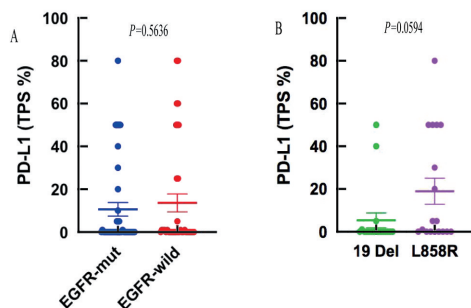 A
P=0.5636
PD-L1 (TPS %)
100
80
60
40
20
0
EGFR-mut
EGFR-wild
B
P=0.0594
PD-L1 (TPS %)
100
80
60
40
20
0
19 Del
L858R